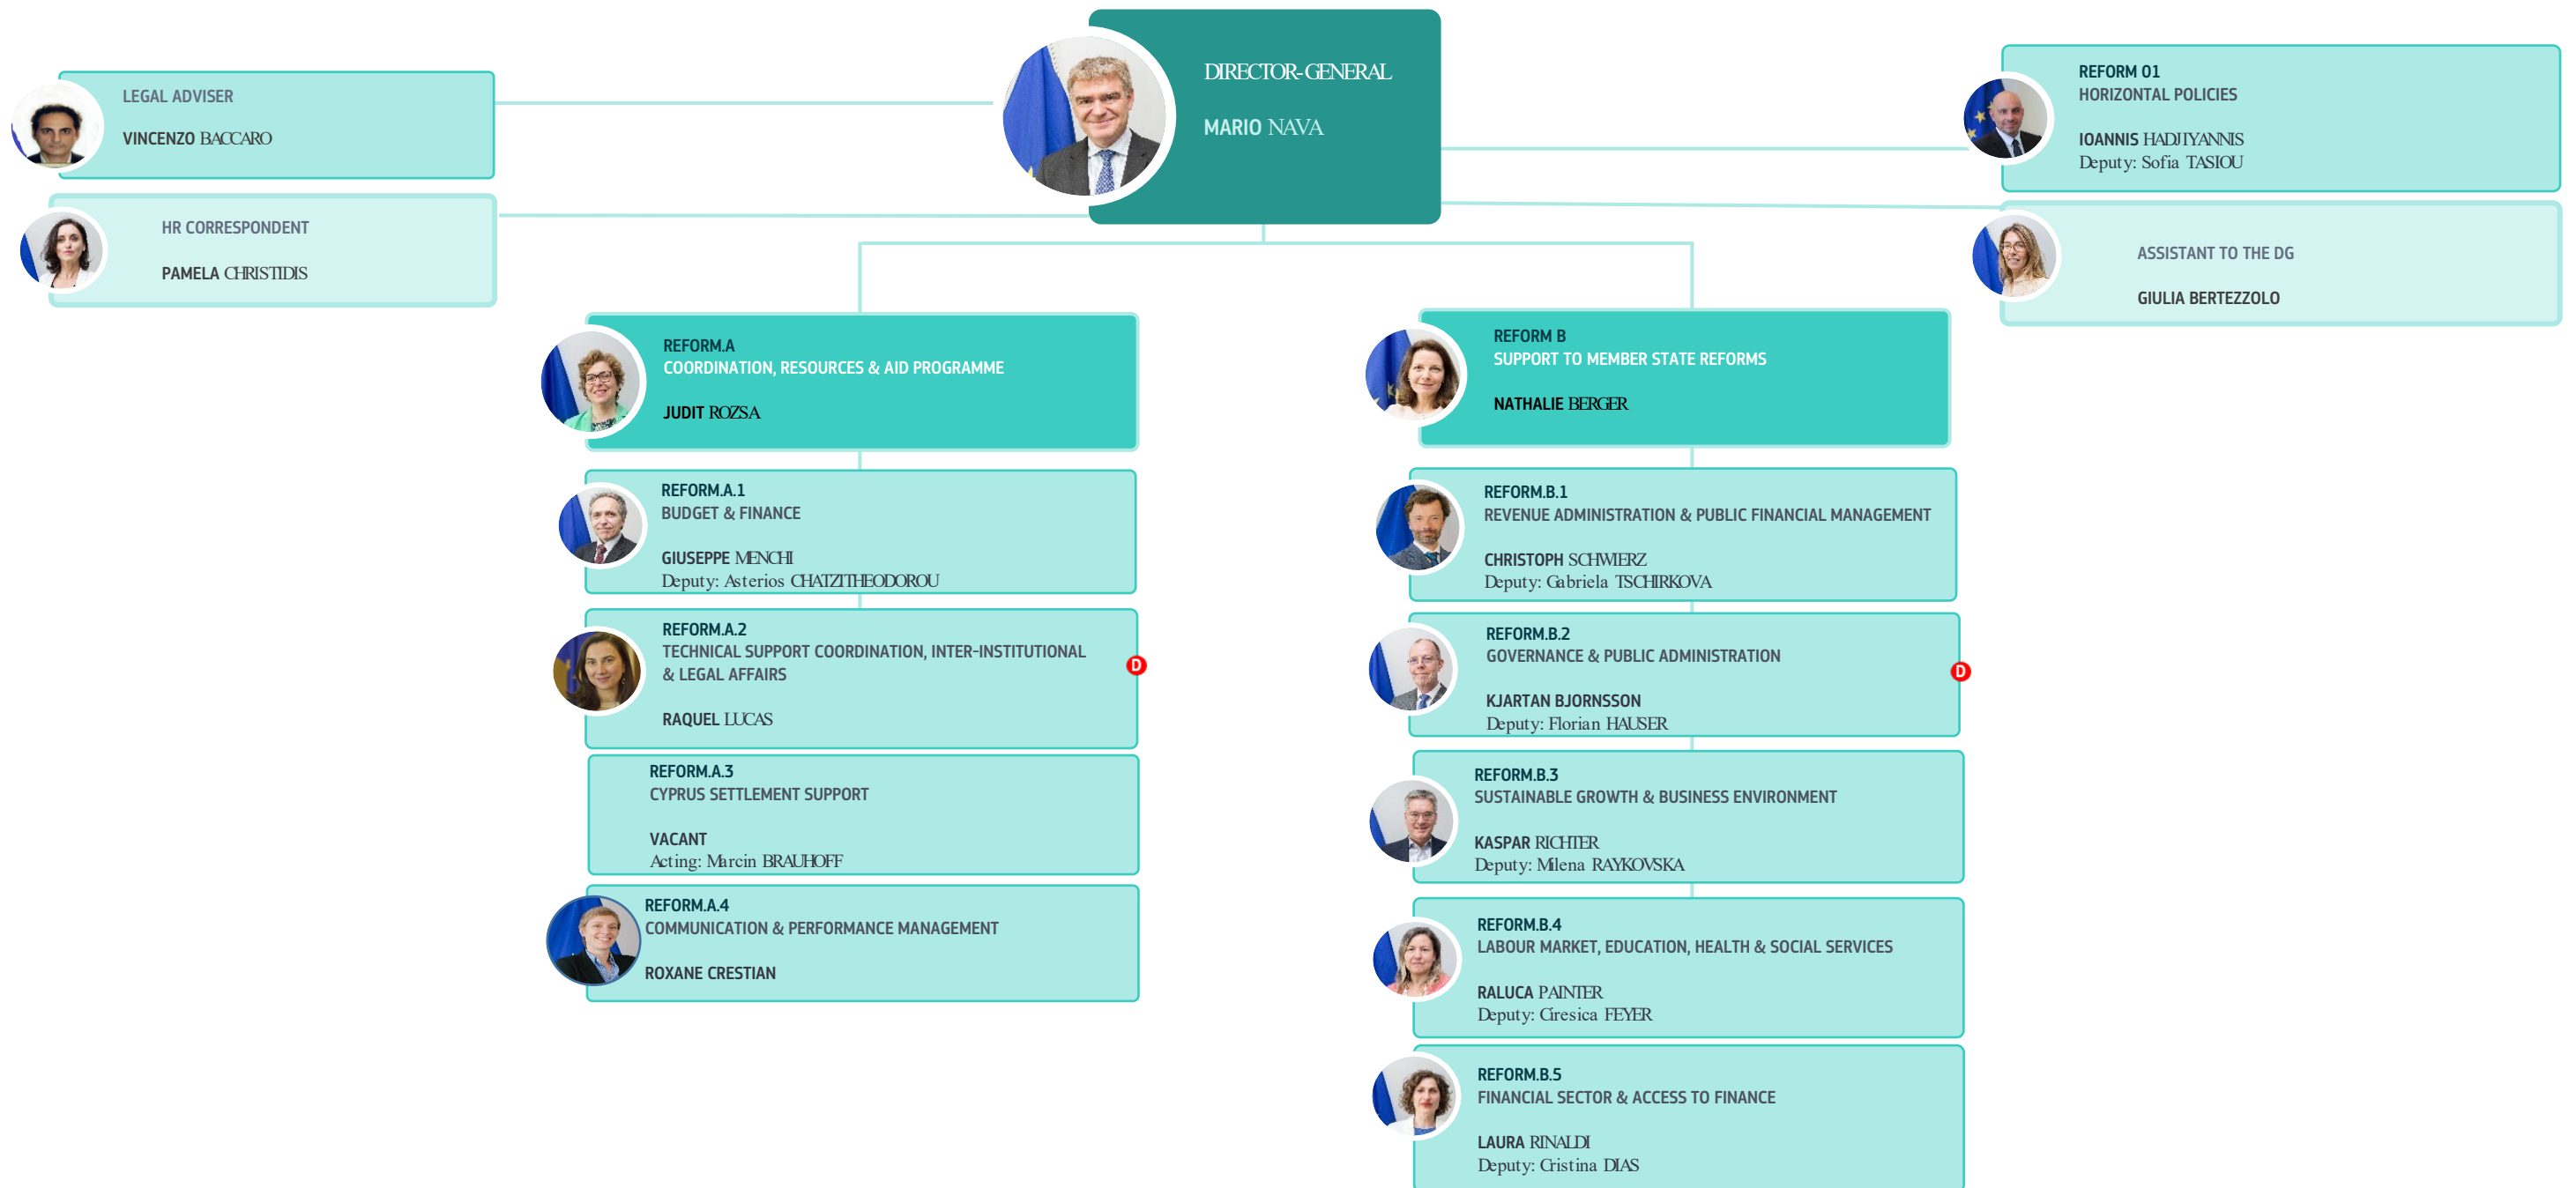 DIRECTOR-GENERAL
MARIO NAVA
LEGAL ADVISER
VINCENZO BACCARO
HR CORRESPONDENT
PAMELA CHRISTIDIS
REFORM 01
HORIZONTAL POLICIES
IOANNIS HADJIYANNIS
Deputy: Sofia TASIOU
ASSISTANT TO THE DG
GIULIA BERTEZZOLO
REFORM.A
COORDINATION, RESOURCES & AID PROGRAMME
JUDIT ROZSA
REFORM.A.1
BUDGET & FINANCE
GIUSEPPE MENCHI
Deputy: Asterios CHATZITHEODOROU
REFORM.A.2
TECHNICAL SUPPORT COORDINATION, INTER-INSTITUTIONAL
& LEGAL AFFAIRS
RAQUEL LUCAS
D
REFORM.A.3
CYPRUS SETTLEMENT SUPPORT
VACANT
Acting: Marcin BRAUHOFF
REFORM.A.4
COMMUNICATION & PERFORMANCE MANAGEMENT
ROXANE CRESTIAN
REFORM B
SUPPORT TO MEMBER STATE REFORMS
NATHALIE BERGER
REFORM.B.1
REVENUE ADMINISTRATION & PUBLIC FINANCIAL MANAGEMENT
CHRISTOPH SCHWIERZ
Deputy: Gabriela TSCHIRKOVA
REFORM.B.2
GOVERNANCE & PUBLIC ADMINISTRATION
KJARTAN BJORNSSON
Deputy: Florian HAUSER
D
REFORM.B.3
SUSTAINABLE GROWTH & BUSINESS ENVIRONMENT
KASPAR RICHTER
Deputy: Milena RAYKOVSKA
REFORM.B.4
LABOUR MARKET, EDUCATION, HEALTH & SOCIAL SERVICES
RALUCA PAINTER
Deputy: Ciresica FEYER
REFORM.B.5
FINANCIAL SECTOR & ACCESS TO FINANCE
LAURA RINALDI
Deputy: Cristina DIAS